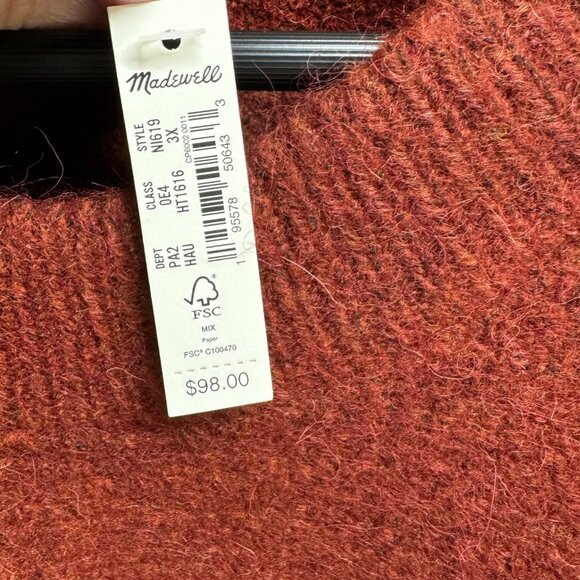 Madewell
STYLE
NI619
3X
CP6002 0011
CLASS
0E4
HT1616
DEPT
PA2
HAU
1 95578 50643 3
FSC
MIX
Paper
FSC® C100470
$98.00